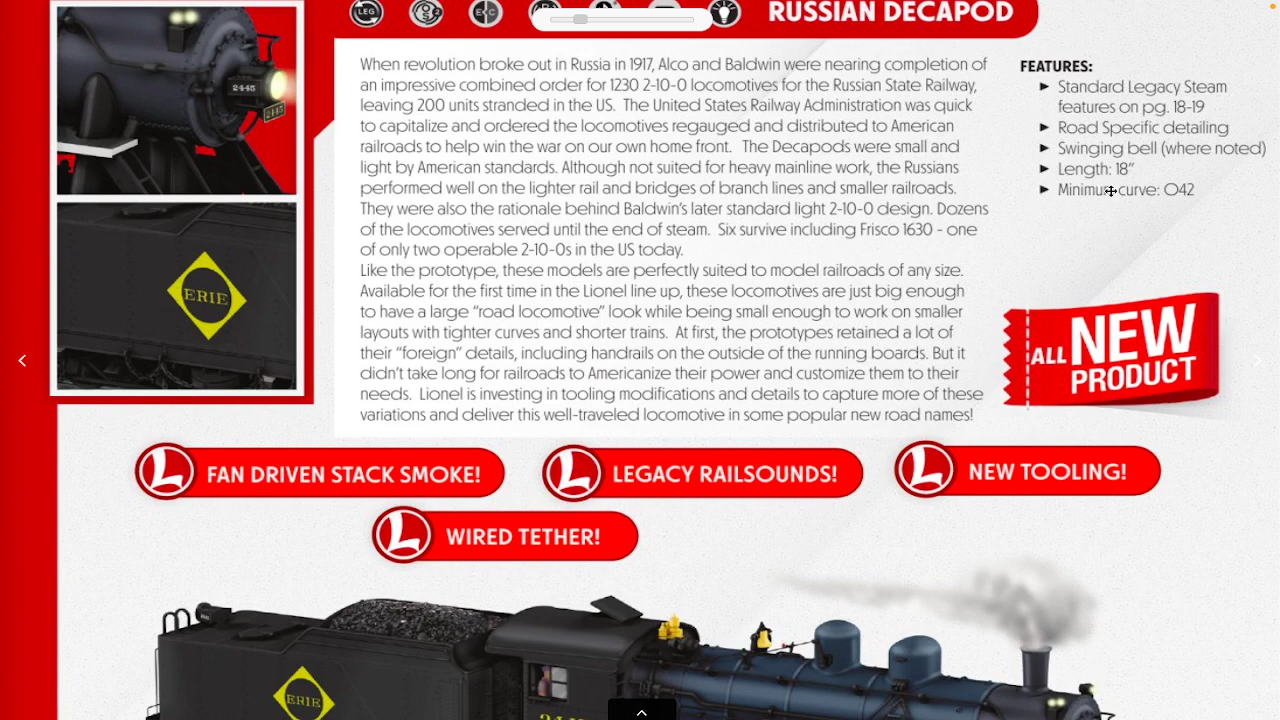 LEG
RUSSIAN DECAPOD
2445
2445
ERIE
When revolution broke out in Russia in 1917, Alco and Baldwin were nearing completion of
an impressive combined order for 1230 2-10-0 locomotives for the Russian State Railway,
leaving 200 units stranded in the US.  The United States Railway Administration was quick
to capitalize and ordered the locomotives regauged and distributed to American
railroads to help win the war on our own home front.  The Decapods were small and
light by American standards. Although not suited for heavy mainline work, the Russians
performed well on the lighter rail and bridges of branch lines and smaller railroads.
They were also the rationale behind Baldwin's later standard light 2-10-0 design. Dozens
of the locomotives served until the end of steam.  Six survive including Frisco 1630 - one
of only two operable 2-10-0s in the US today.
Like the prototype, these models are perfectly suited to model railroads of any size.
Available for the first time in the Lionel line up, these locomotives are just big enough
to have a large “road locomotive” look while being small enough to work on smaller
layouts with tighter curves and shorter trains.  At first, the prototypes retained a lot of
their “foreign” details, including handrails on the outside of the running boards. But it
didn't take long for railroads to Americanize their power and customize them to their
needs.  Lionel is investing in tooling modifications and details to capture more of these
variations and deliver this well-traveled locomotive in some popular new road names!
FEATURES:
► Standard Legacy Steam
features on pg. 18-19
► Road Specific detailing
► Swinging bell (where noted)
► Length: 18”
► Minimum curve: O42
ALL NEW
PRODUCT
L FAN DRIVEN STACK SMOKE!
L LEGACY RAILSOUNDS!
L NEW TOOLING!
L WIRED TETHER!
ERIE